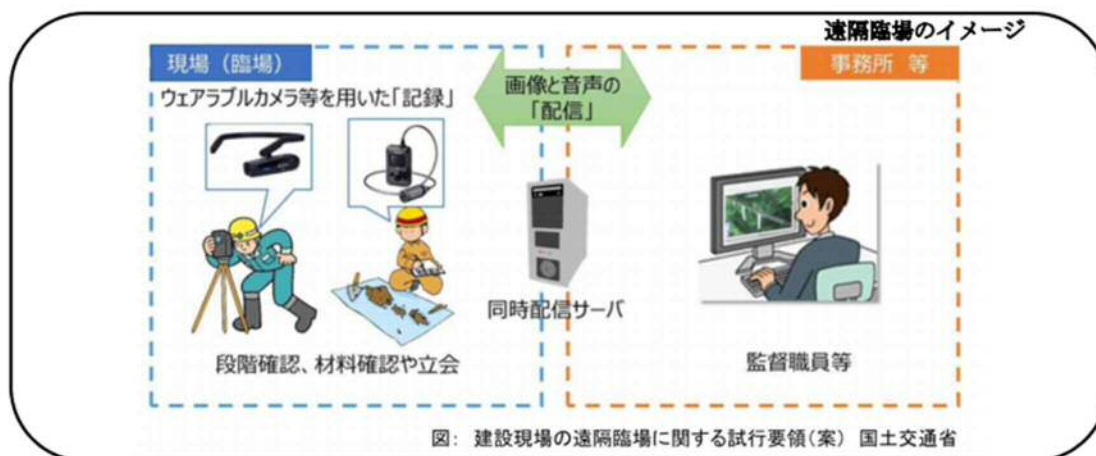 遠隔臨場のイメージ
現場（臨場）
ウェアラブルカメラ等を用いた「記録」
画像と音声の
「配信」
事務所 等
同時配信サーバ
段階確認、材料確認や立会
監督職員等
図： 建設現場の遠隔臨場に関する試行要領（案） 国土交通省